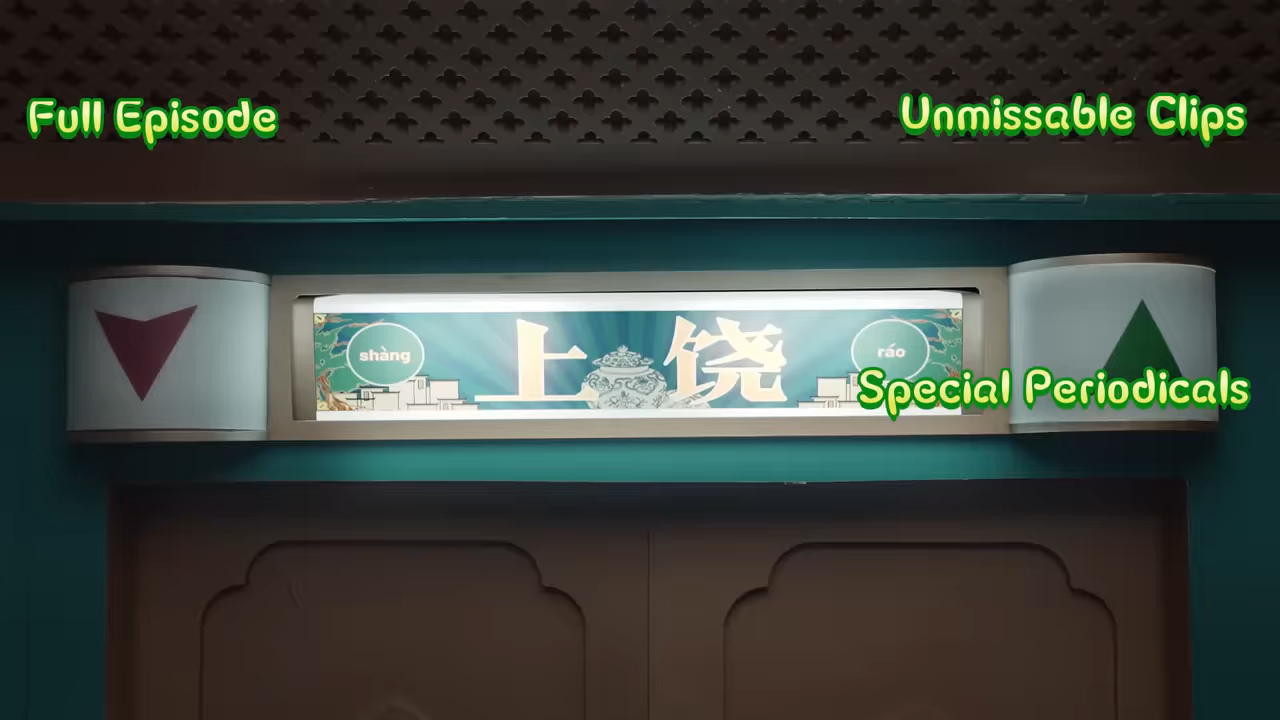 Full Episode
Unmissable Clips
shàng
上饶
ráo
Special Periodicals